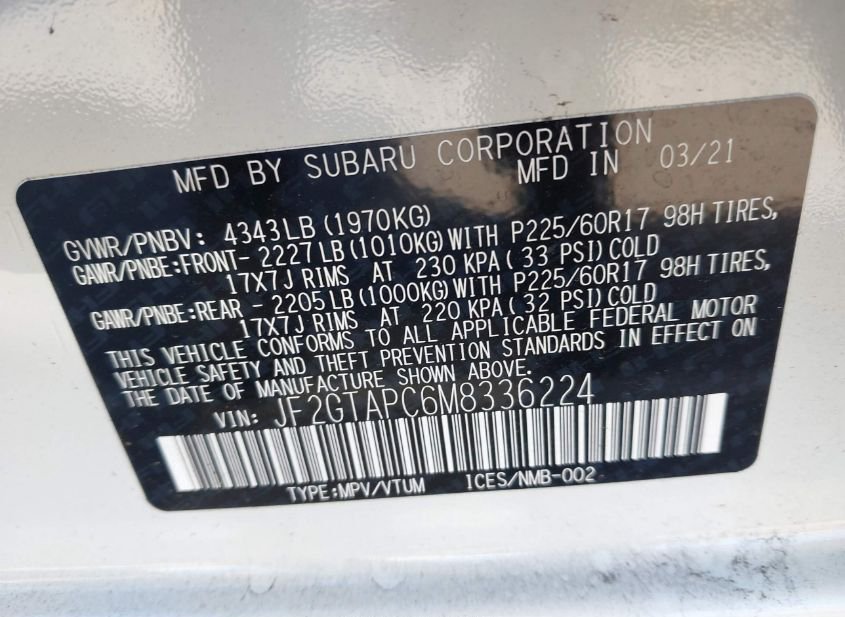 MFD BY SUBARU CORPORATION
MFD IN 03/21
GVWR/PNBV: 4343LB (1970KG)
GAWR/PNBE:FRONT- 2227LB (1010KG) WITH P225/60R17 98H TIRES,
17X7J RIMS AT 230 KPA ( 33 PSI) COLD
GAWR/PNBE:REAR - 2205LB (1000KG) WITH P225/60R17 98H TIRES,
17X7J RIMS AT 220 KPA ( 32 PSI) COLD
THIS VEHICLE CONFORMS TO ALL APPLICABLE FEDERAL MOTOR
VEHICLE SAFETY AND THEFT PREVENTION STANDARDS IN EFFECT ON
THE DATE OF MANUFACTURE SHOWN ABOVE.
VIN: JF2GTAPC6M8336224
TYPE:MPV/VTUM ICES/NMB-002